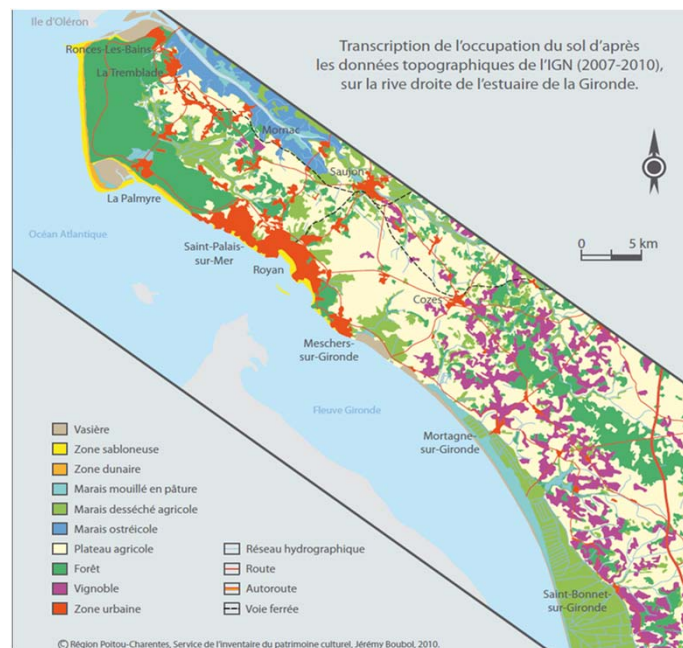 Ile d'Oléron
Ronces-Les-Bains
La Tremblade
Transcription de l'occupation du sol d'après
les données topographiques de l'IGN (2007-2010),
sur la rive droite de l'estuaire de la Gironde.
Mornac
Saujon
La Palmyre
Océan Atlantique
Saint-Palais-
sur-Mer
Royan
0 5 km
Cozes
Meschers-
sur-Gironde
Fleuve Gironde
Mortagne-
sur-Gironde
Saint-Bonnet-
sur-Gironde
Vasière
Zone sabloneuse
Zone dunaire
Marais mouillé en pâture
Marais desséché agricole
Marais ostréicole
Plateau agricole
Forêt
Vignoble
Zone urbaine
Réseau hydrographique
Route
Autoroute
Voie ferrée
© Région Poitou-Charentes, Service de l'inventaire du patrimoine culturel, Jérémy Boubol, 2010.